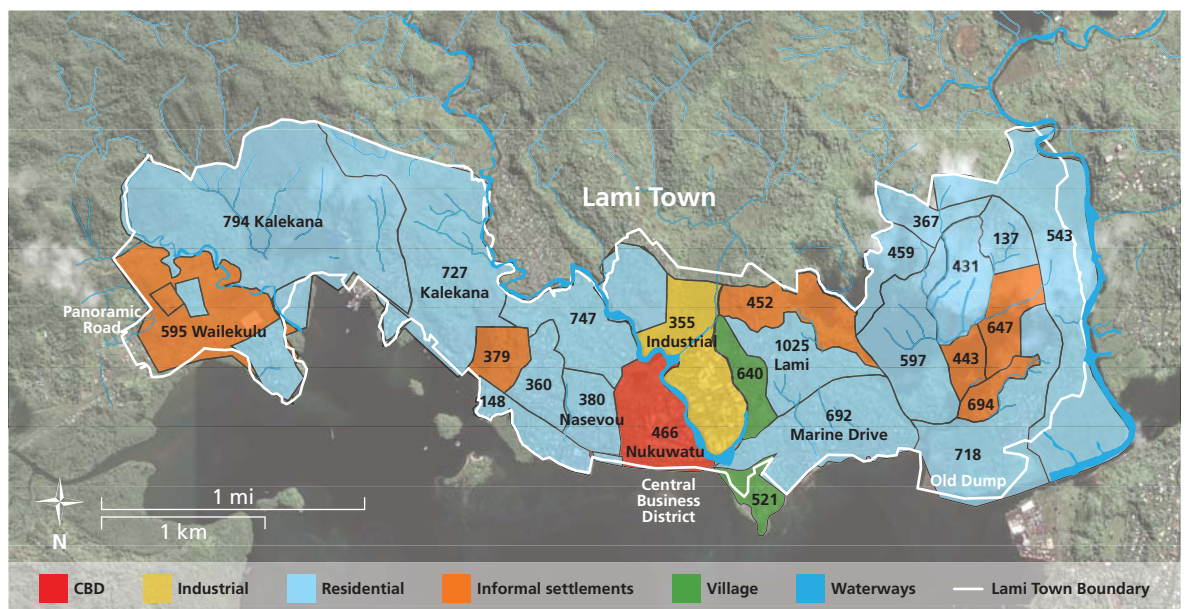 Lami Town
794 Kalekana
727
Kalekana
Panoramic
Road
595 Wailekulu
379
148
360
747
380
Nasevou
355
Industrial
466
Nukuwatu
Central
Business
District
452
640
1025
Lami
692
Marine Drive
521
367
459
431
137
543
597
647
443
694
718
Old Dump
1 mi
1 km
N
CBD
Industrial
Residential
Informal settlements
Village
Waterways
Lami Town Boundary